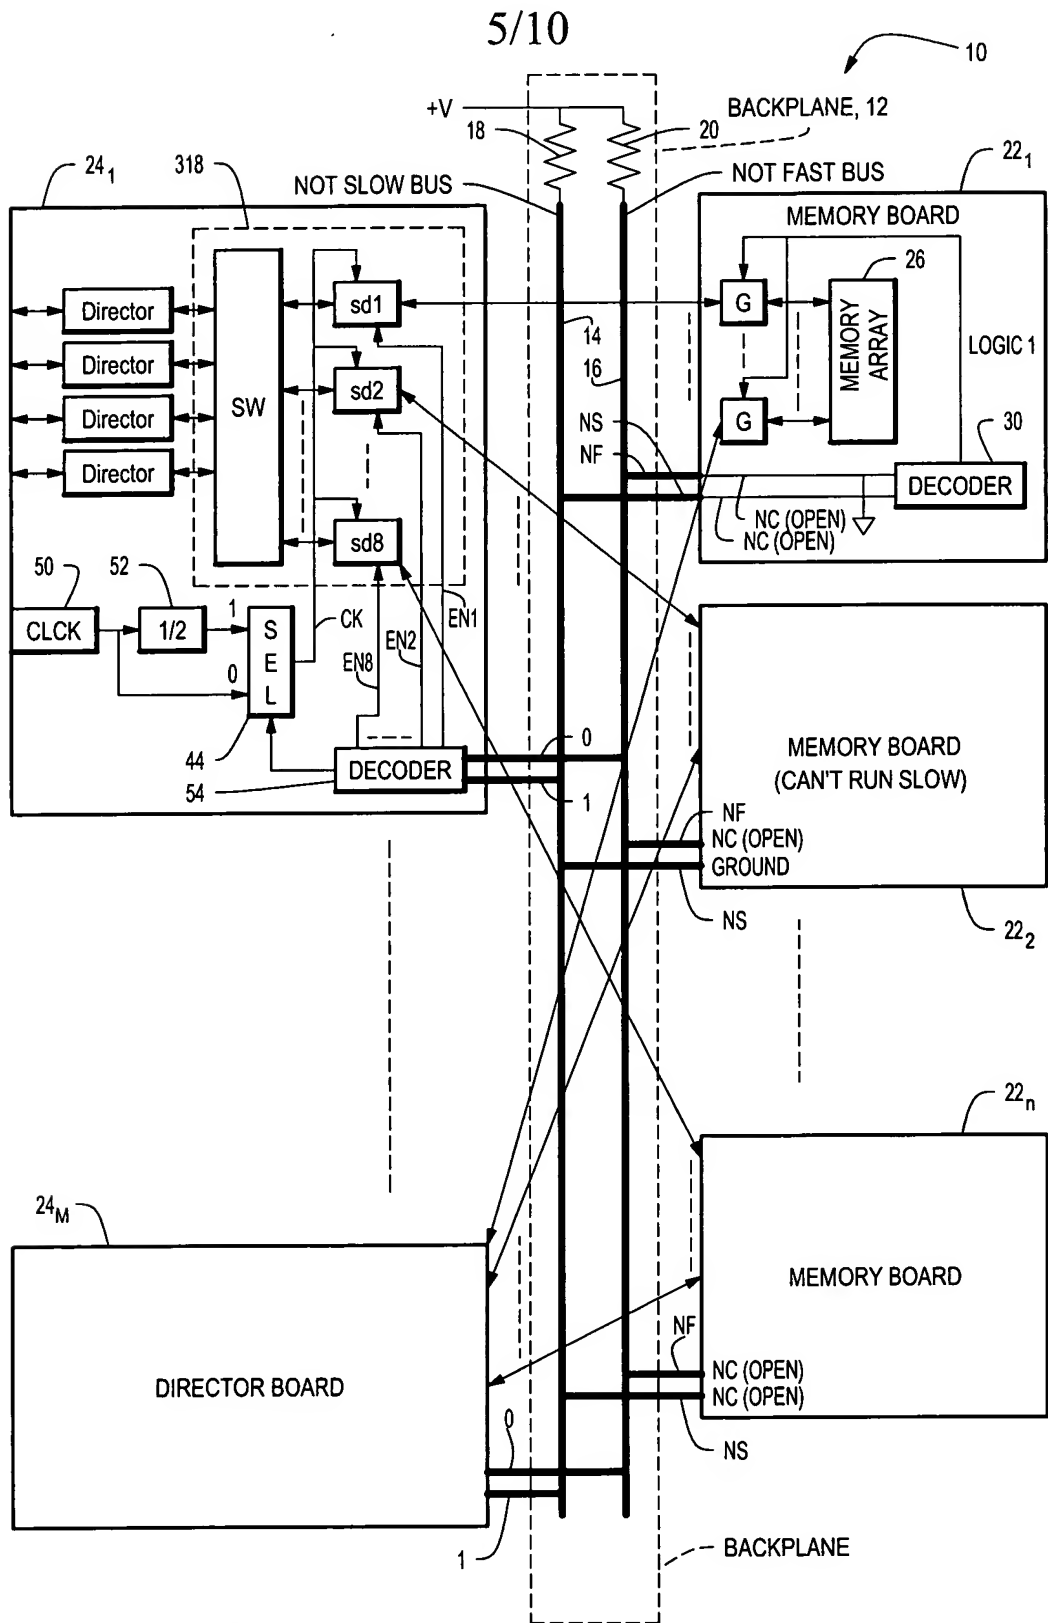 5/10
10
+V
18
20
BACKPLANE, 12
24₁
318
NOT SLOW BUS
NOT FAST BUS
22₁
MEMORY BOARD
Director
Director
Director
Director
SW
sd1
sd2
sd8
14
16
G
G
26
MEMORY ARRAY
LOGIC 1
NS
NF
30
DECODER
NC (OPEN)
NC (OPEN)
50
52
CLCK
1/2
1
0
SEL
CK
EN8
EN2
EN1
44
54
DECODER
0
1
MEMORY BOARD
(CAN'T RUN SLOW)
NF
NC (OPEN)
GROUND
NS
22₂
22ₙ
24M
DIRECTOR BOARD
MEMORY BOARD
NF
NC (OPEN)
NC (OPEN)
NS
0
1
BACKPLANE